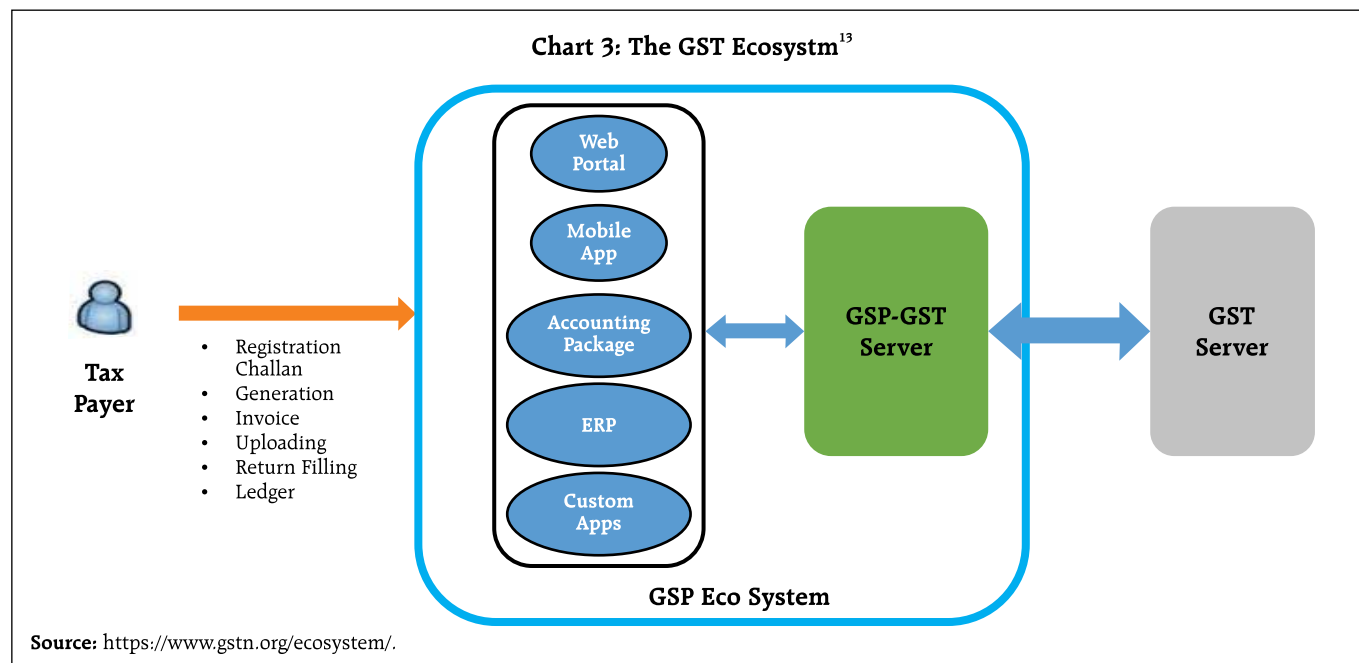 Chart 3: The GST Ecosystm13
Web
Portal
Mobile
App
Accounting
Package
ERP
Custom
Apps
GSP-GST
Server
GST
Server
Tax
Payer
• Registration
Challan
• Generation
• Invoice
• Uploading
• Return Filling
• Ledger
GSP Eco System
Source: https://www.gstn.org/ecosystem/.